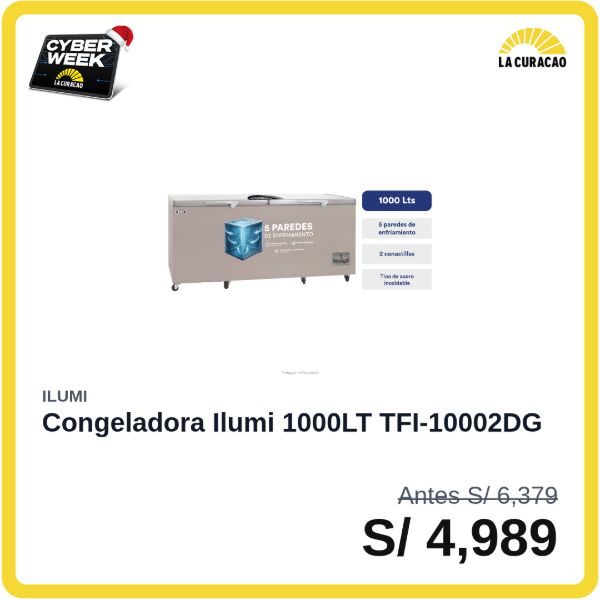 CYBER
WEEK
LA CURACAO
LA CURACAO
1000 Lts
5 paredes de
enfriamiento
2 canastillas
Tina de acero
inoxidable
5 PAREDES
DE ENFRIAMIENTO
ILUMI
Congeladora Ilumi 1000LT TFI-10002DG
Antes S/ 6,379
S/ 4,989